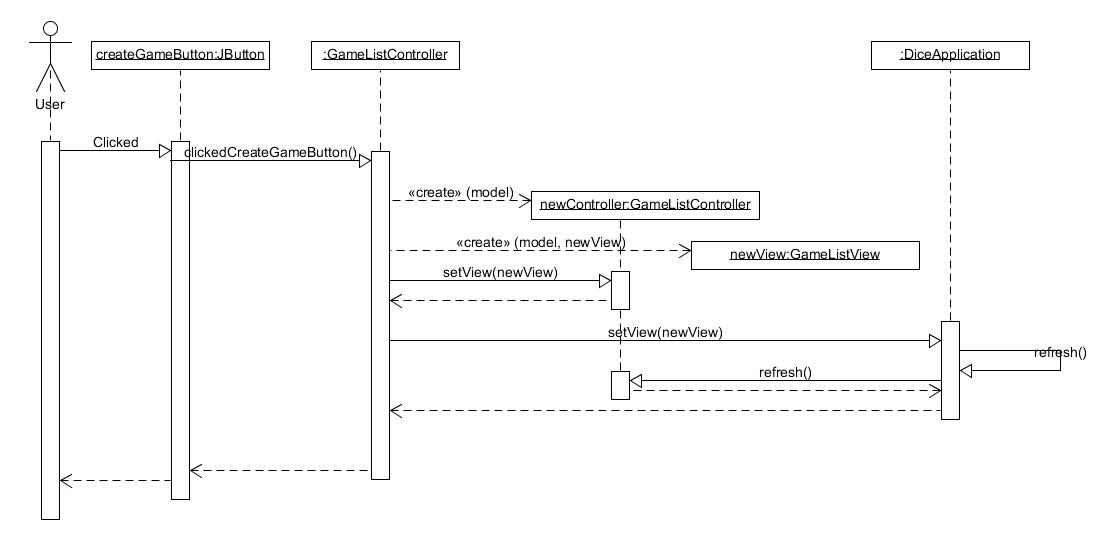 createGameButton:JButton
:GameListController
:DiceApplication
User
Clicked
clickedCreateGameButton()
«create» (model)
newController:GameListController
«create» (model, newView)
newView:GameListView
setView(newView)
setView(newView)
refresh()
refresh()